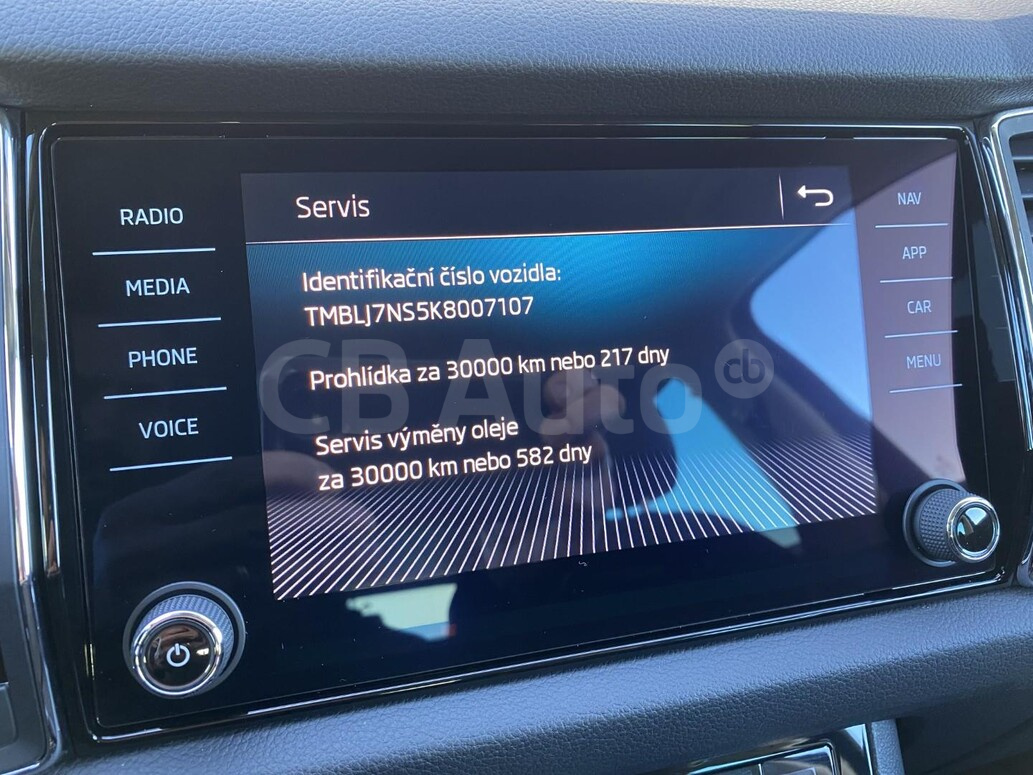 RADIO
MEDIA
PHONE
VOICE
Servis
Identifikační číslo vozidla:
TMBLJ7NS5K8007107
Prohlídka za 30000 km nebo 217 dny
Servis výměny oleje
za 30000 km nebo 582 dny
NAV
APP
CAR
MENU
CB Auto cb